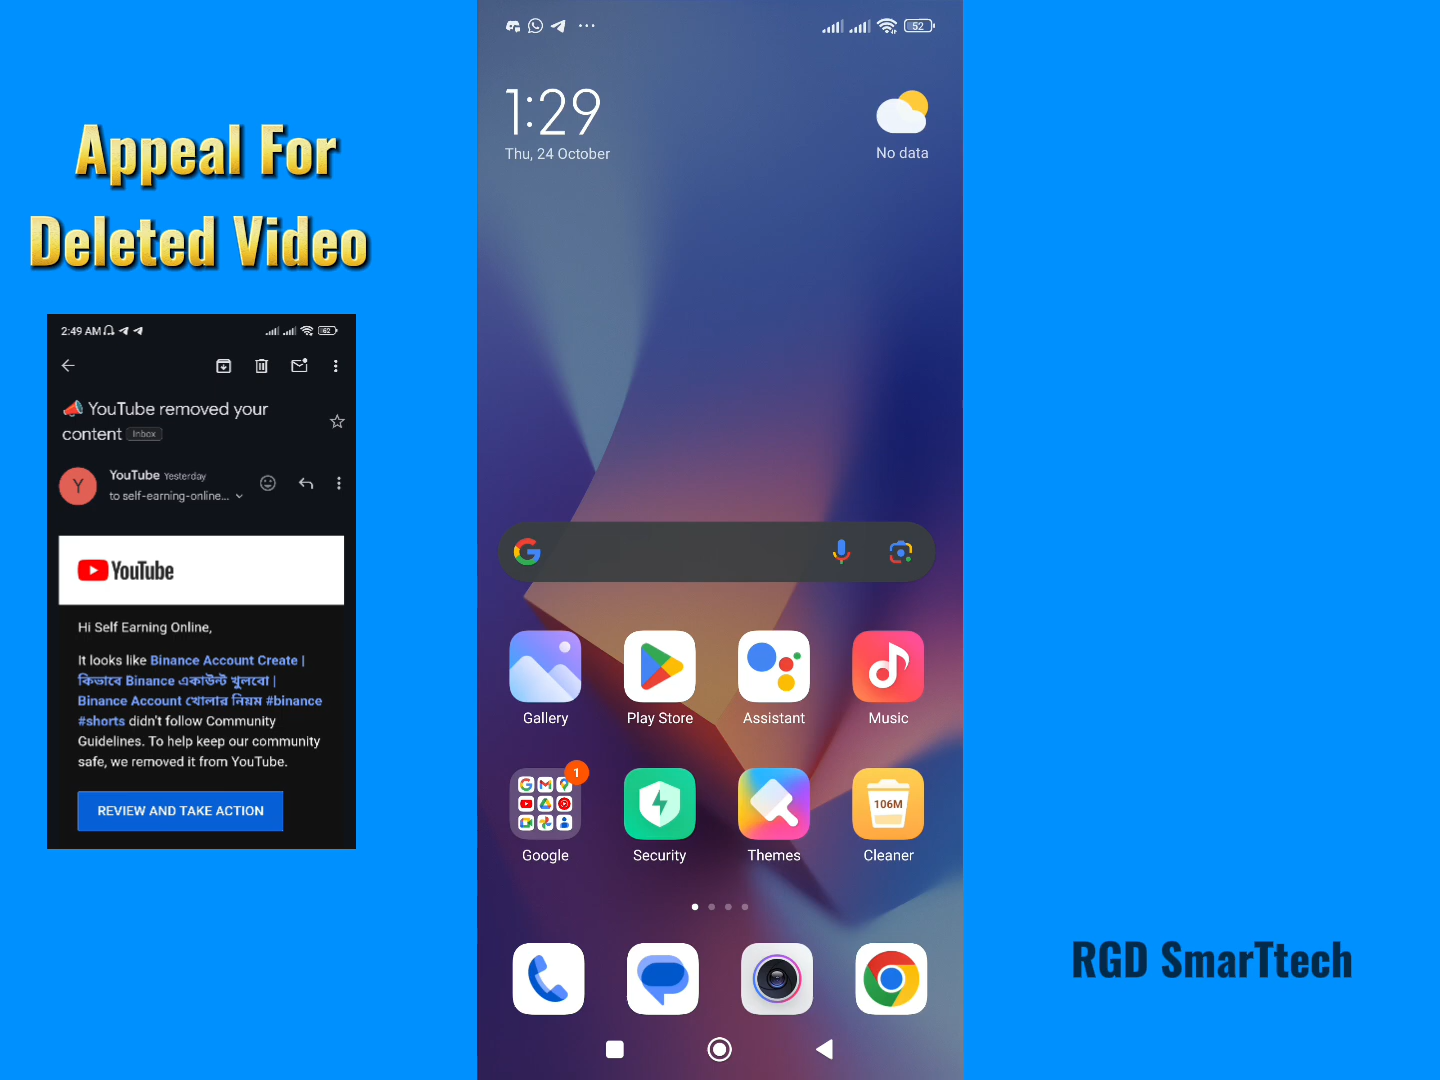 Appeal For
Deleted Video
2:49 AM
62
YouTube removed your
content Inbox
Y
YouTube Yesterday
to self-earning-online...
YouTube
Hi Self Earning Online,
It looks like Binance Account Create |
কিভাবে Binance একাউন্ট খুলবো |
Binance Account খোলার নিয়ম #binance
#shorts didn't follow Community
Guidelines. To help keep our community
safe, we removed it from YouTube.
REVIEW AND TAKE ACTION
52
1:29
Thu, 24 October
No data
Gallery
Play Store
Assistant
Music
1
106M
Google
Security
Themes
Cleaner
RGD SmarTtech